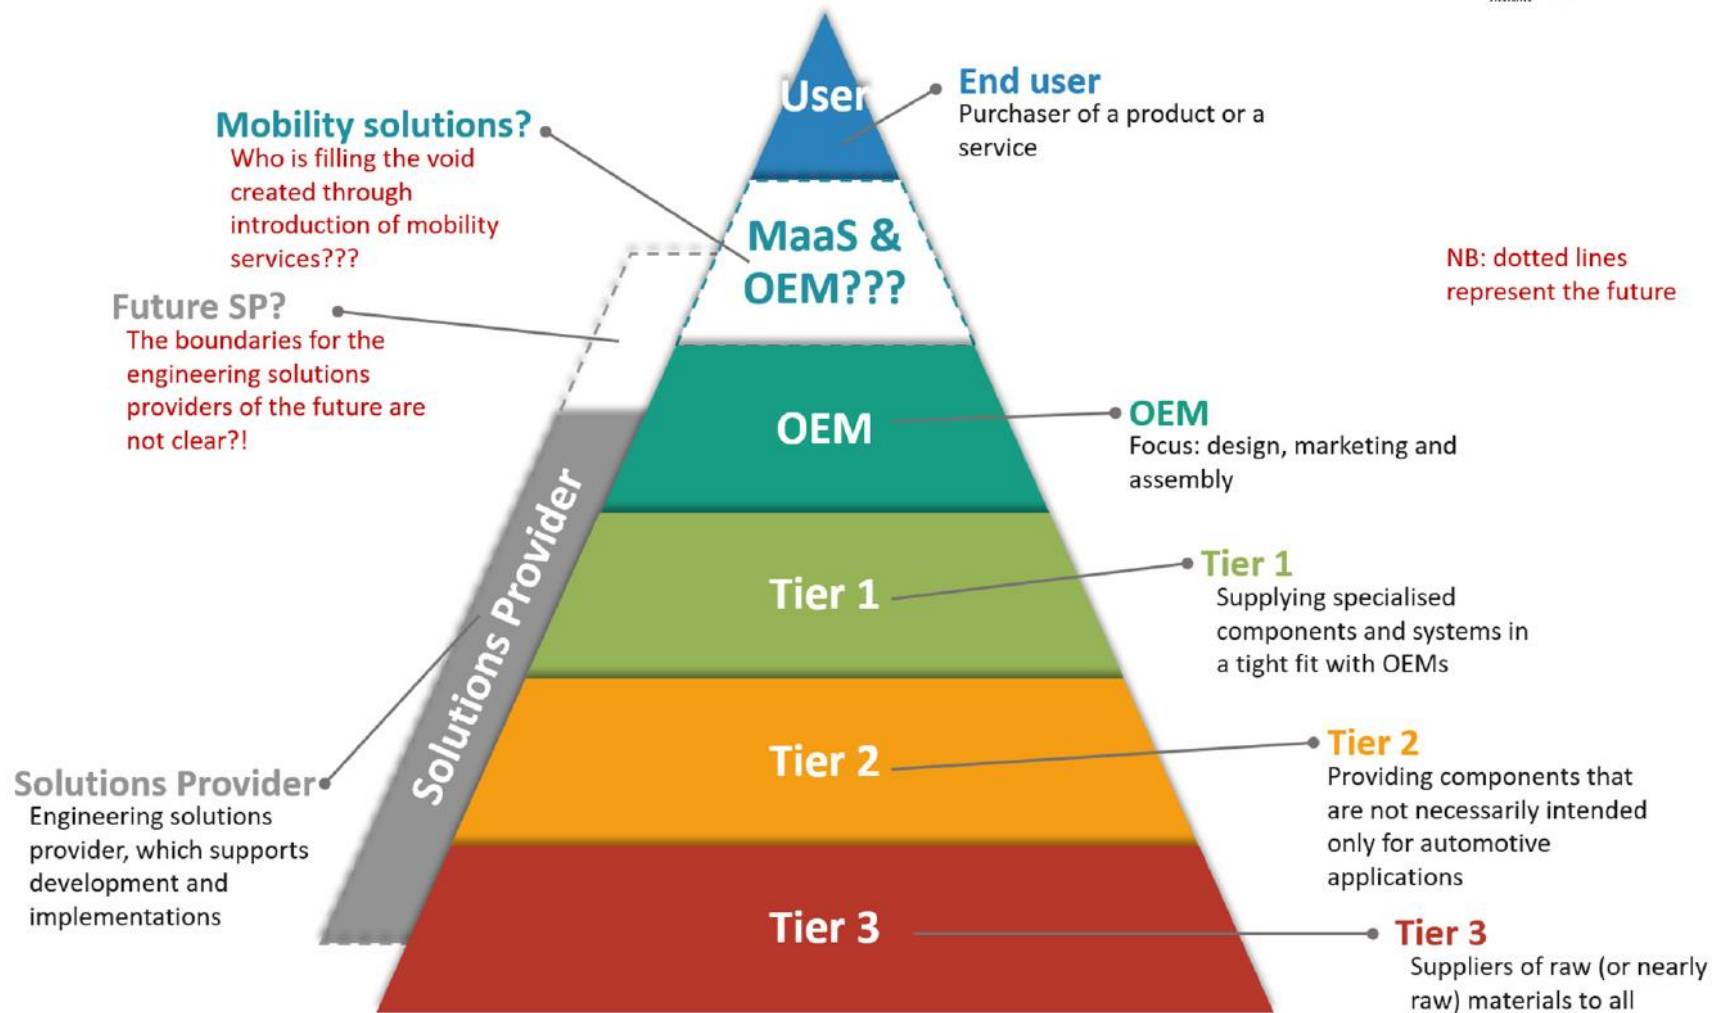 User
End user
Purchaser of a product or a
service
Mobility solutions?
Who is filling the void
created through
introduction of mobility
services???
MaaS &
OEM???
NB: dotted lines
represent the future
Future SP?
The boundaries for the
engineering solutions
providers of the future are
not clear?!
OEM
OEM
Focus: design, marketing and
assembly
Tier 1
Tier 1
Supplying specialised
components and systems in
a tight fit with OEMs
Solutions Provider
Tier 2
Tier 2
Providing components that
are not necessarily intended
only for automotive
applications
Solutions Provider
Engineering solutions
provider, which supports
development and
implementations
Tier 3
Tier 3
Suppliers of raw (or nearly
raw) materials to all